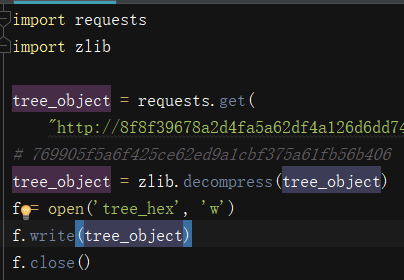 import requests
import zlib
tree_object = requests.get(
"http://8f8f39678a2d4fa5a62df4a126d6dd74
# 769905f5a6f425ce62ed9a1cbf375a61fb56b406
tree_object = zlib.decompress(tree_object)
f = open('tree_hex', 'w')
f.write(tree_object)
f.close()